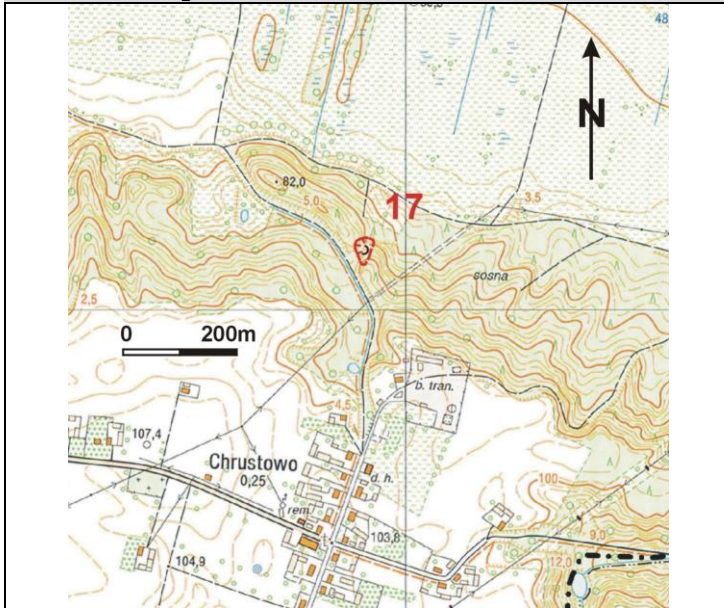 48
N
82,0
5,0
17
3,5
sosna
2,5
0 200m
b. tran.
4,5
107,4
Chrustowo
0,25
d. h.
rem.
100
103,8
9,0
104,9
12,0